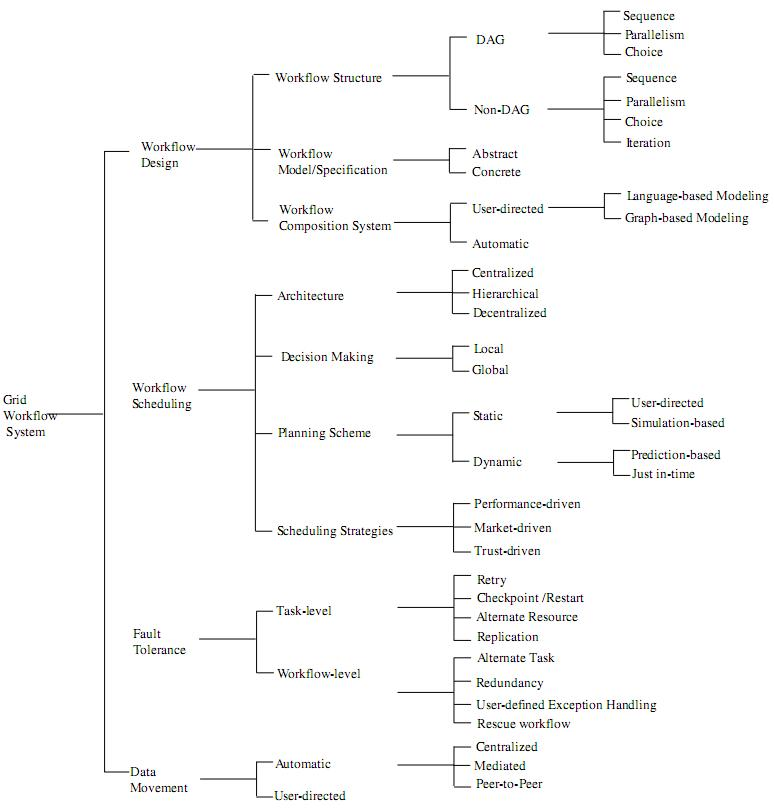 Grid
Workflow
System
Workflow
Design
Workflow Structure
DAG
Sequence
Parallelism
Choice
Non-DAG
Sequence
Parallelism
Choice
Iteration
Workflow
Model/Specification
Abstract
Concrete
Workflow
Composition System
User-directed
Language-based Modeling
Graph-based Modeling
Automatic
Workflow
Scheduling
Architecture
Centralized
Hierarchical
Decentralized
Decision Making
Local
Global
Planning Scheme
Static
User-directed
Simulation-based
Dynamic
Prediction-based
Just in-time
Scheduling Strategies
Performance-driven
Market-driven
Trust-driven
Fault
Tolerance
Task-level
Retry
Checkpoint /Restart
Alternate Resource
Replication
Workflow-level
Alternate Task
Redundancy
User-defined Exception Handling
Rescue workflow
Data
Movement
Automatic
Centralized
Mediated
Peer-to-Peer
User-directed